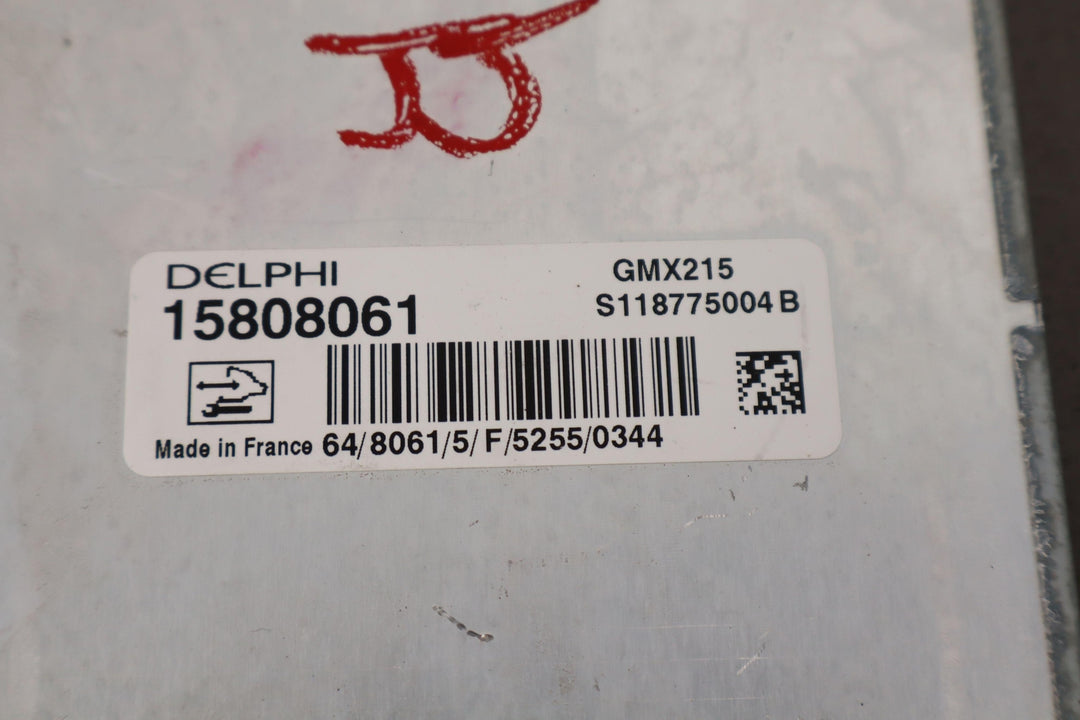 DELPHI
15808061
GMX215
S118775004 B
Made in France 64/8061/5/F/5255/0344